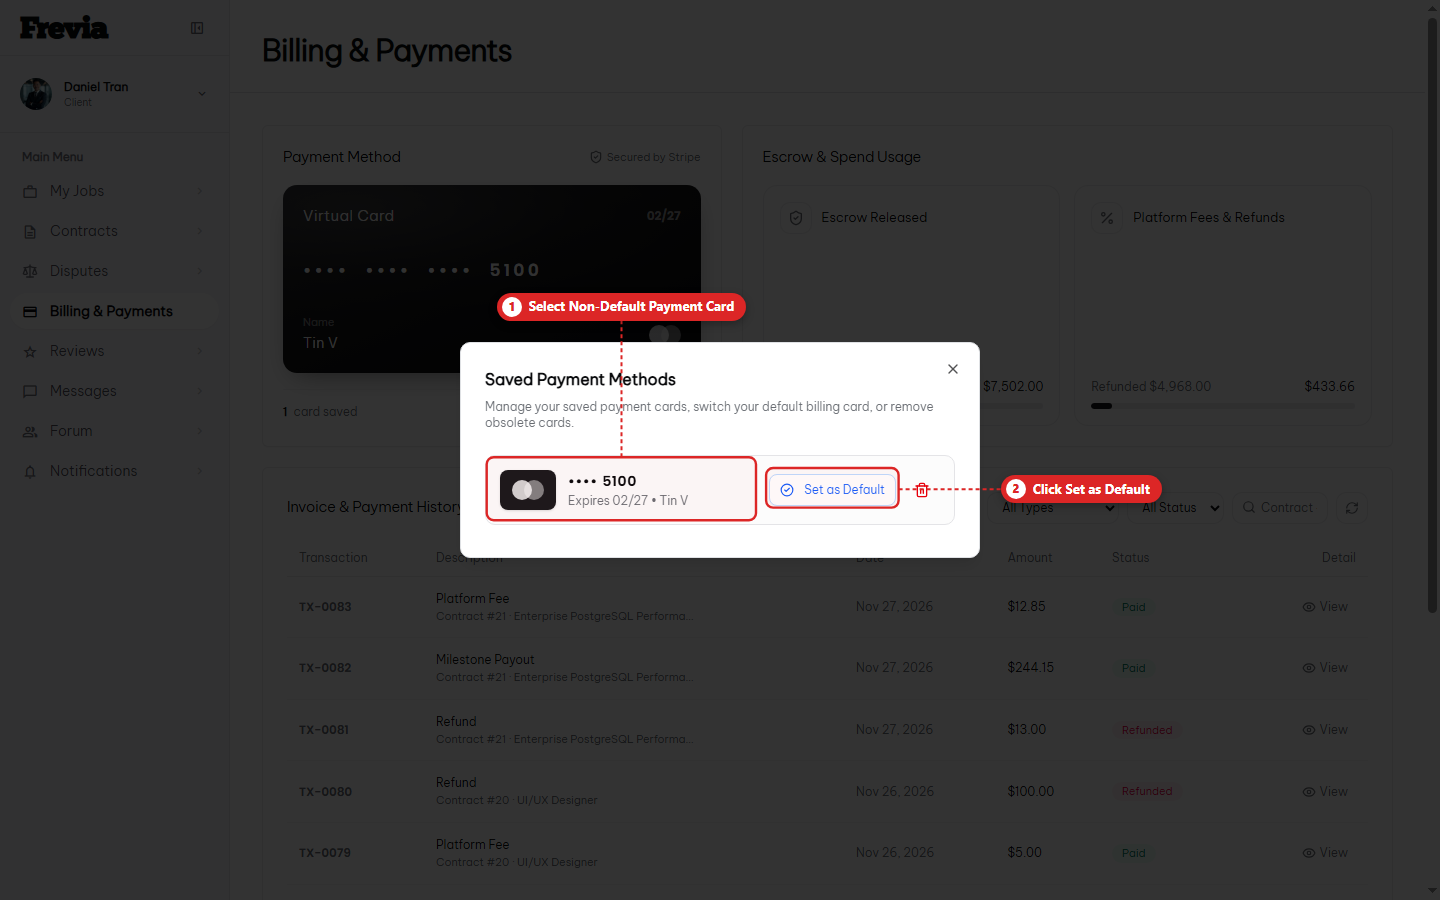 Frevia
Billing & Payments
Daniel Tran
Client
Main Menu
My Jobs
Contracts
Disputes
Billing & Payments
Reviews
Messages
Forum
Notifications
Payment Method
Secured by Stripe
Virtual Card
02/27
•••• •••• •••• 5100
Name
Tin V
1 card saved
Escrow & Spend Usage
Escrow Released
$7,502.00
Platform Fees & Refunds
Refunded $4,968.00
$433.66
1 Select Non-Default Payment Card
Saved Payment Methods
Manage your saved payment cards, switch your default billing card, or remove
obsolete cards.
•••• 5100
Expires 02/27 • Tin V
Set as Default
2 Click Set as Default
Invoice & Payment History
All Types
All Status
Contract
Transaction
Description
Date
Amount
Status
Detail
TX-0083
Platform Fee
Contract #21 · Enterprise PostgreSQL Performa...
Nov 27, 2026
$12.85
Paid
View
TX-0082
Milestone Payout
Contract #21 · Enterprise PostgreSQL Performa...
Nov 27, 2026
$244.15
Paid
View
TX-0081
Refund
Contract #21 · Enterprise PostgreSQL Performa...
Nov 27, 2026
$13.00
Refunded
View
TX-0080
Refund
Contract #20 · UI/UX Designer
Nov 26, 2026
$100.00
Refunded
View
TX-0079
Platform Fee
Contract #20 · UI/UX Designer
Nov 26, 2026
$5.00
Paid
View